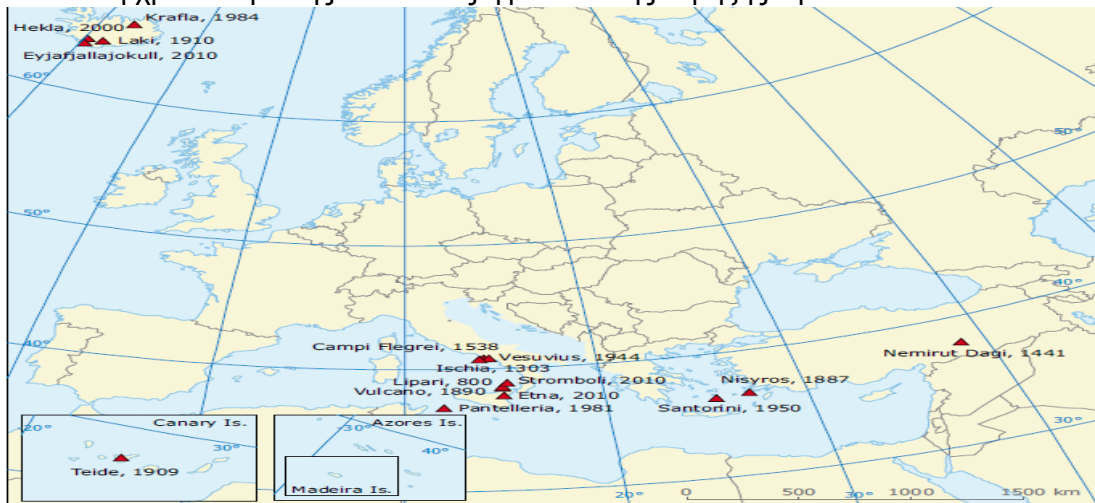 Krafla, 1984
Hekla, 2000
Laki, 1910
Eyjafjallajokull, 2010
60°
50°
50°
40°
40°
Campi Flegrei, 1538
Vesuvius, 1944
Ischia, 1303
Nemirut Dagi, 1441
Lipari, 800
Stromboli, 2010
Nisyros, 1887
Vulcano, 1890
Etna, 2010
Pantelleria, 1981
Santorini, 1950
30°
20°
Canary Is.
30°
Teide, 1909
Azores Is.
30°
40°
Madeira Is.
20°
30°
0 500 1000 1500 km